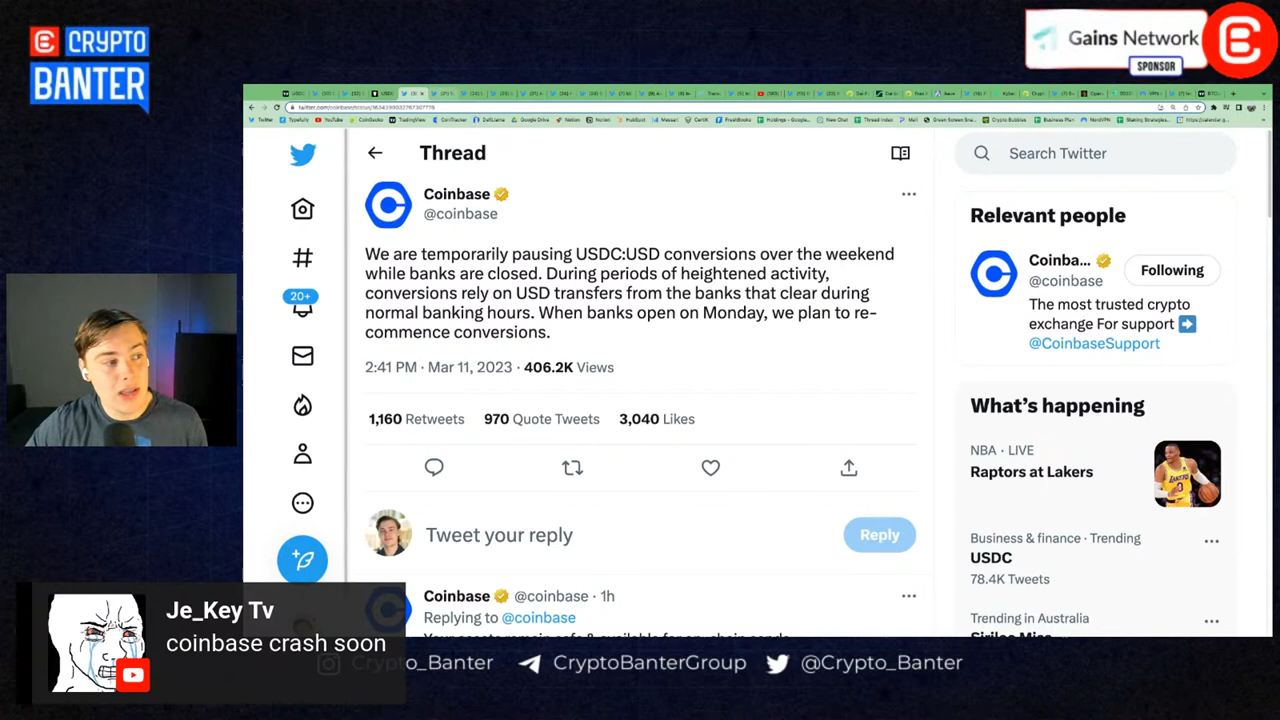 CRYPTO
BANTER
Gains Network
SPONSOR
Thread
Search Twitter
Coinbase
@coinbase
We are temporarily pausing USDC:USD conversions over the weekend
while banks are closed. During periods of heightened activity,
conversions rely on USD transfers from the banks that clear during
normal banking hours. When banks open on Monday, we plan to re-
commence conversions.
2:41 PM · Mar 11, 2023 · 406.2K Views
1,160 Retweets 970 Quote Tweets 3,040 Likes
Tweet your reply
Reply
Coinbase @coinbase · 1h
Replying to @coinbase
20+
Relevant people
Coinba...
@coinbase
Following
The most trusted crypto
exchange For support
@CoinbaseSupport
What's happening
NBA · LIVE
Raptors at Lakers
Business & finance · Trending
USDC
78.4K Tweets
Trending in Australia
Je_Key Tv
coinbase crash soon
Crypto_Banter
CryptoBanterGroup
@Crypto_Banter